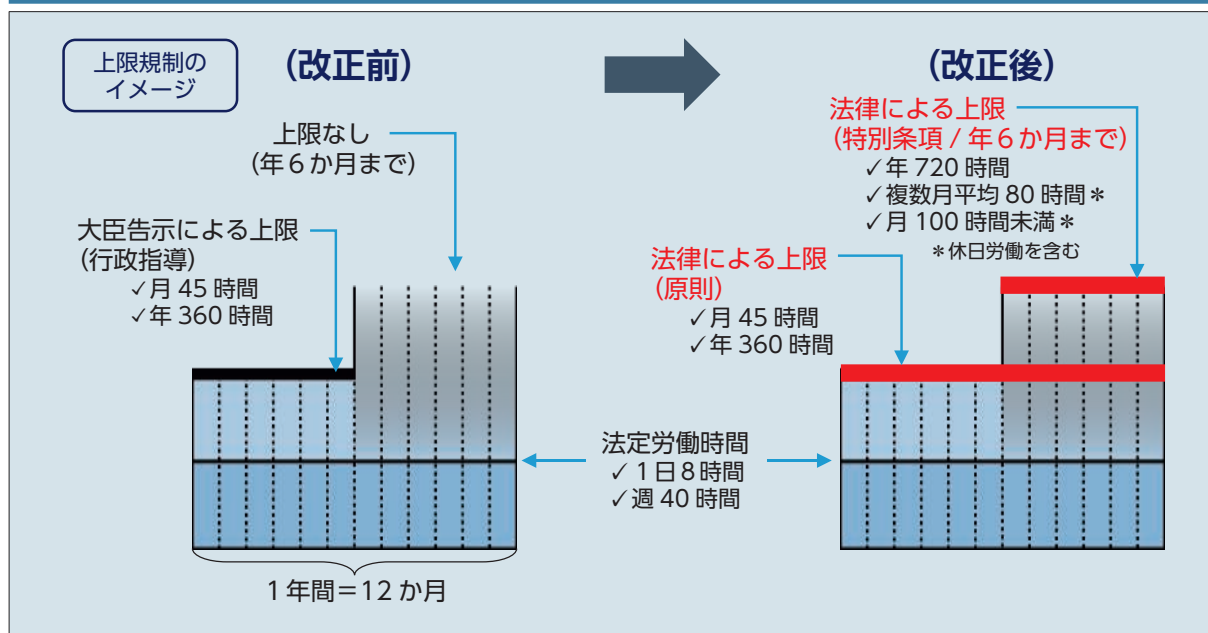 上限規制の
イメージ
(改正前)
(改正後)
上限なし
(年6か月まで)
大臣告示による上限
(行政指導)
✓月 45 時間
✓年 360 時間
法律による上限
(特別条項 / 年6か月まで)
✓年 720 時間
✓複数月平均 80 時間＊
✓月 100 時間未満＊
＊休日労働を含む
法律による上限
(原則)
✓月 45 時間
✓年 360 時間
法定労働時間
✓１日８時間
✓週 40 時間
1 年間＝12 か月